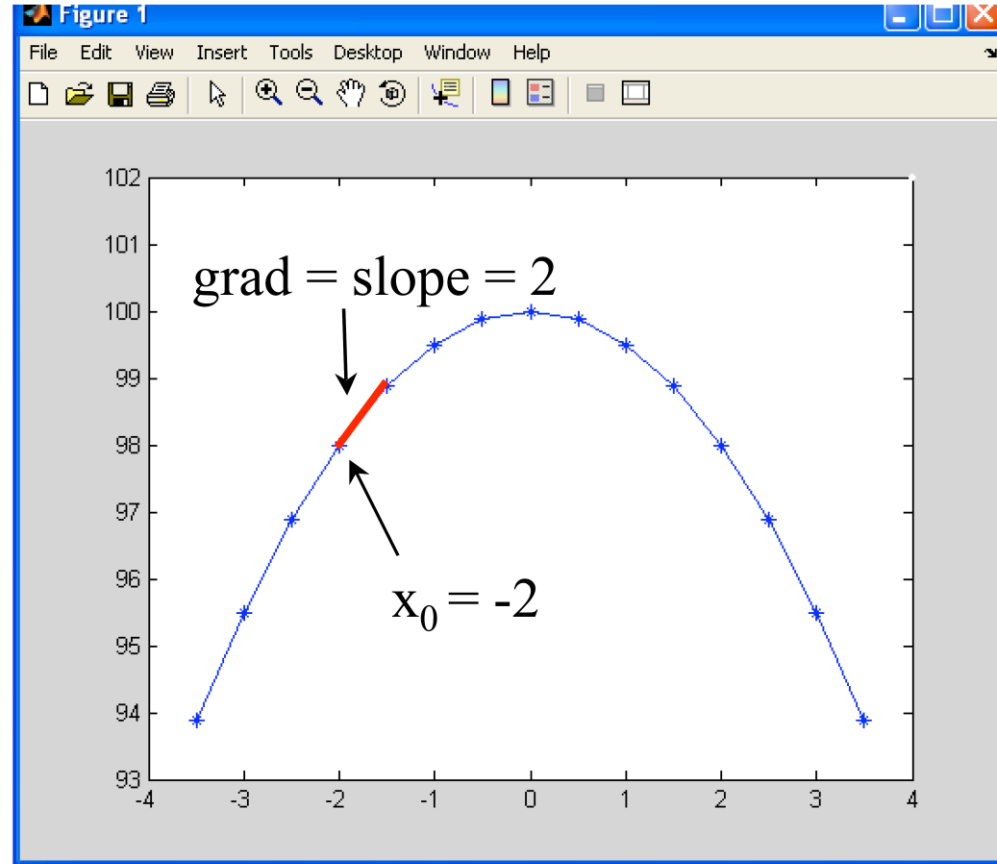 Figure 1
File Edit View Insert Tools Desktop Window Help
102
101
grad = slope = 2
100
99
98
97
96
x₀ = -2
95
94
93
-4 -3 -2 -1 0 1 2 3 4